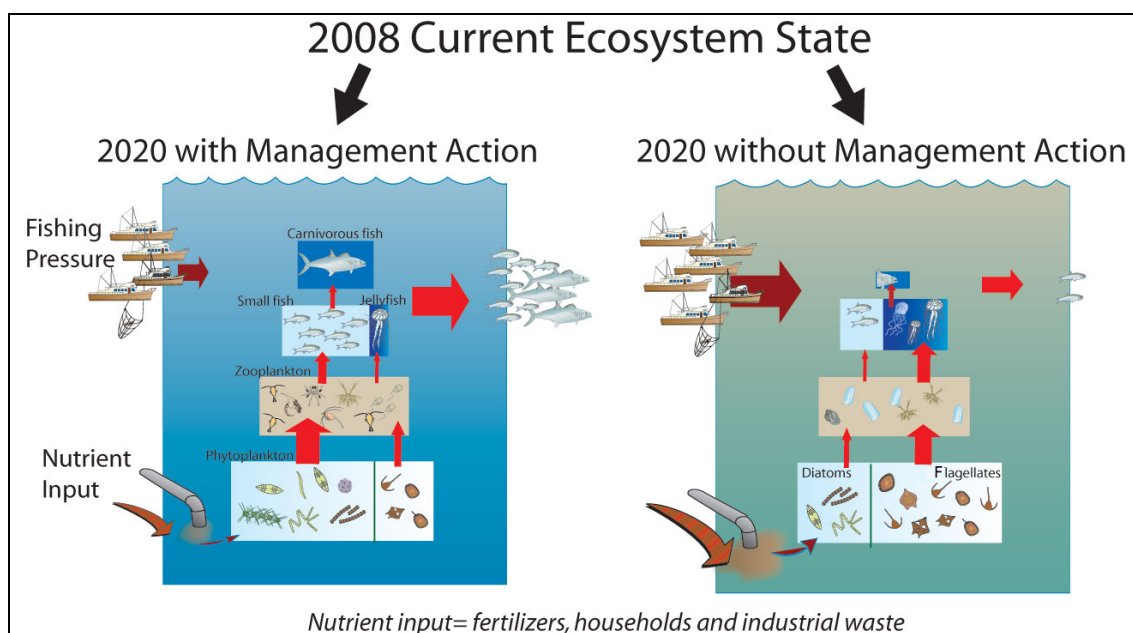 2008 Current Ecosystem State
2020 with Management Action
2020 without Management Action
Fishing
Pressure
Carnivorous fish
Small fish
Jellyfish
Zooplankton
Phytoplankton
Nutrient
Input
Diatoms
Flagellates
Nutrient input= fertilizers, households and industrial waste